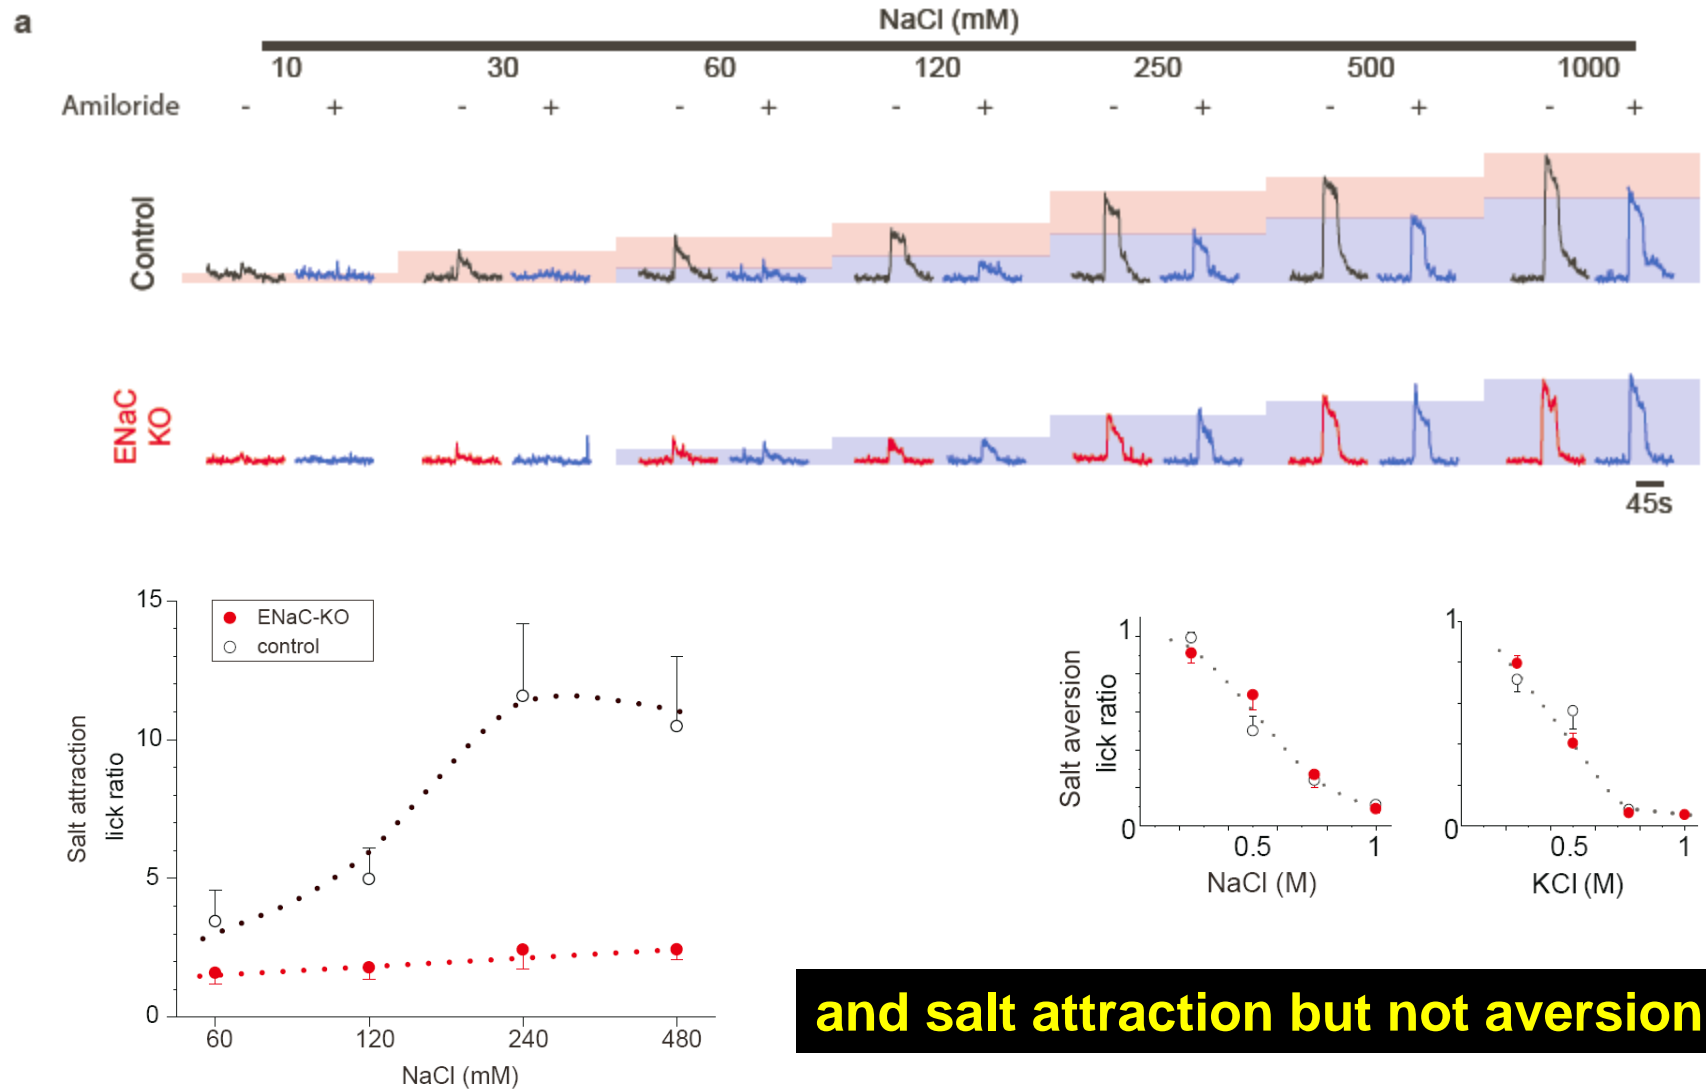 a
NaCl (mM)
10 30 60 120 250 500 1000
Amiloride - + - + - + - + - + - + - +
Control
ENaC
KO
45s
15
10
5
0
ENaC-KO
control
Salt attraction
lick ratio
60 120 240 480
NaCl (mM)
Salt aversion
lick ratio
1
0
0.5 1
NaCl (M)
1
0
0.5 1
KCl (M)
and salt attraction but not aversion